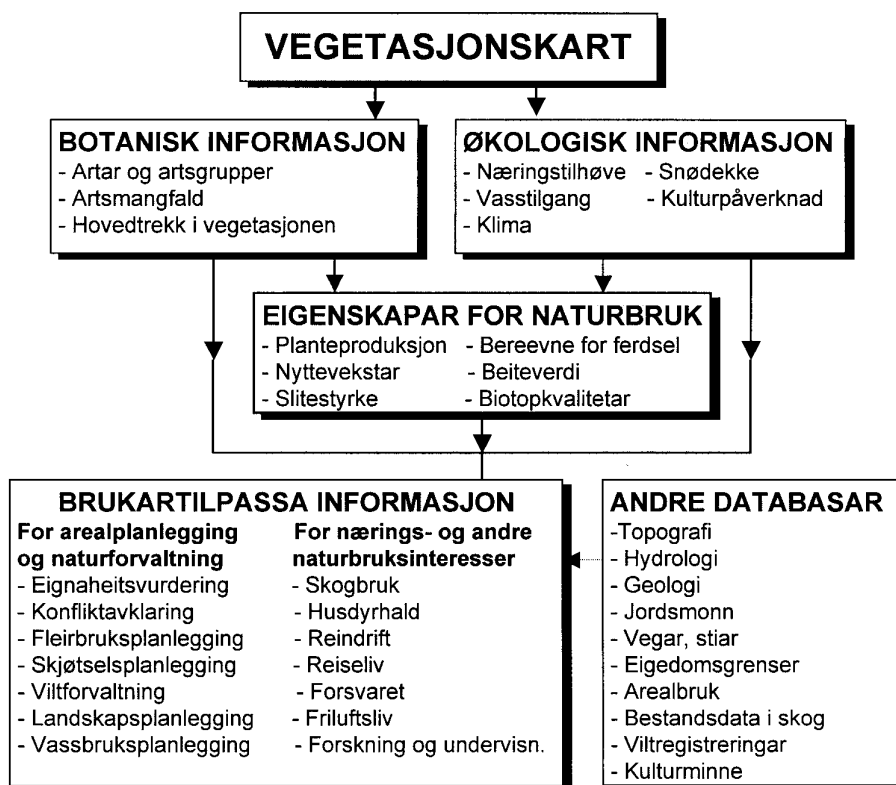 VEGETASJONSKART
BOTANISK INFORMASJON
- Artar og artsgrupper
- Artsmangfald
- Hovedtrekk i vegetasjonen
ØKOLOGISK INFORMASJON
- Næringstilhøve - Snødekke
- Vasstilgang - Kulturpåverknad
- Klima
EIGENSKAPAR FOR NATURBRUK
- Planteproduksjon - Bereevne for ferdsel
- Nyttevekstar - Beiteverdi
- Slitestyrke - Biotopkvalitetar
BRUKARTILPASSA INFORMASJON
For arealplanlegging
og naturforvaltning
- Eignaheitsvurdering
- Konfliktavklaring
- Fleirbruksplanlegging
- Skjøtselsplanlegging
- Viltforvaltning
- Landskapsplanlegging
- Vassbruksplanlegging
For nærings- og andre
naturbruksinteresser
- Skogbruk
- Husdyrhald
- Reindrift
- Reiseliv
- Forsvaret
- Friluftsliv
- Forskning og undervisn.
ANDRE DATABASAR
-Topografi
- Hydrologi
- Geologi
- Jordsmonn
- Vegar, stiar
- Eigedomsgrenser
- Arealbruk
- Bestandsdata i skog
- Viltregistreringar
- Kulturminne